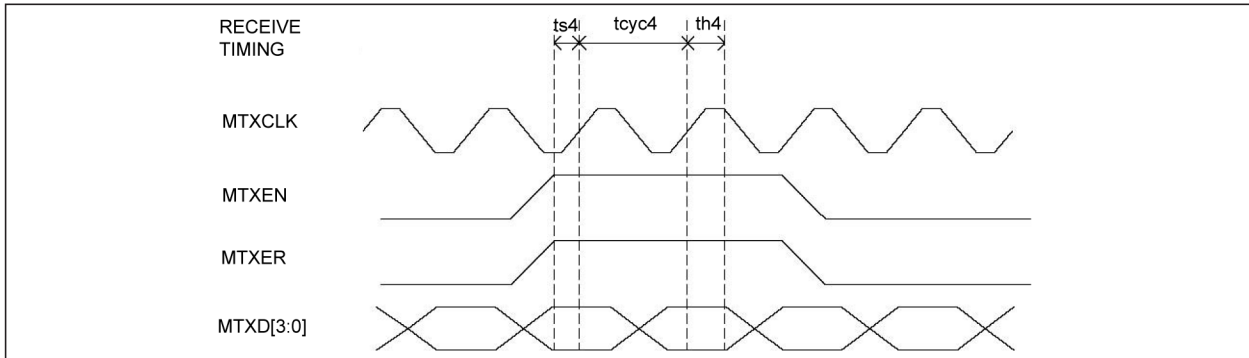 RECEIVE
TIMING
ts4 tcyc4 th4
MTXCLK
MTXEN
MTXER
MTXD[3:0]